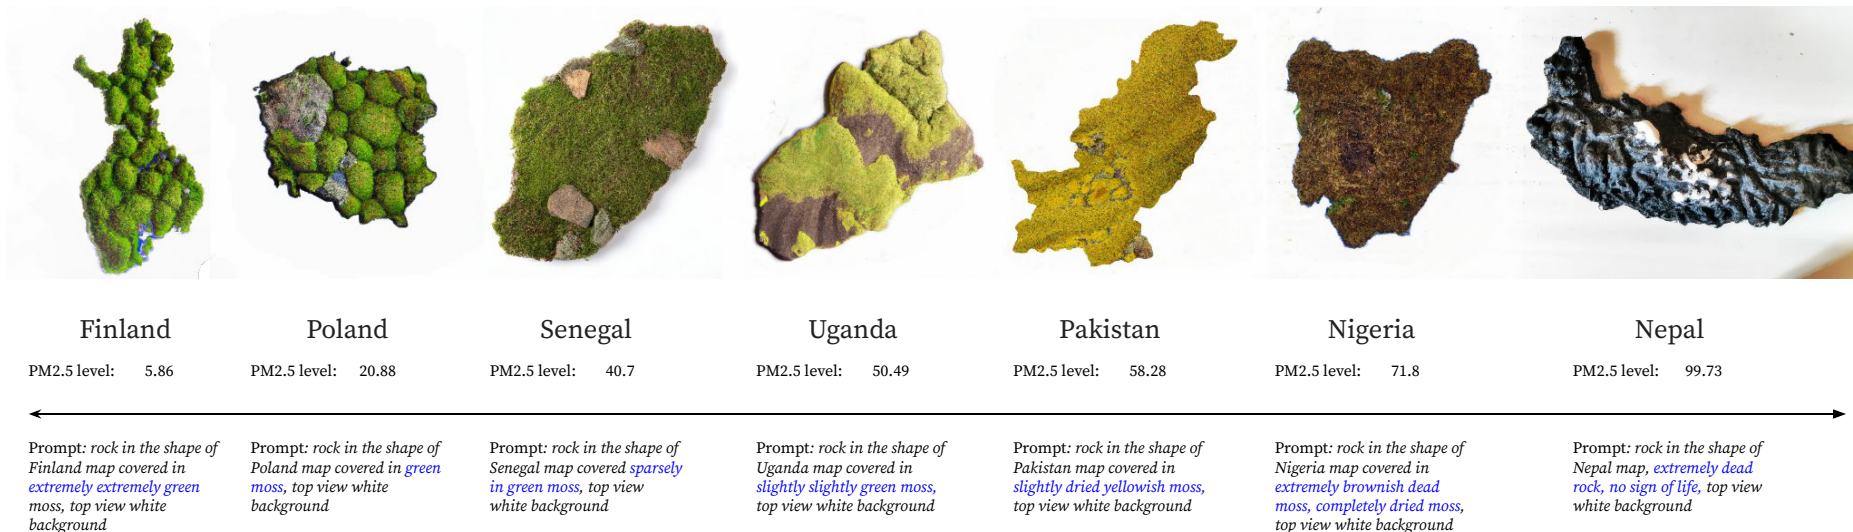 Finland
Poland
Senegal
Uganda
Pakistan
Nigeria
Nepal
PM2.5 level: 5.86
PM2.5 level: 20.88
PM2.5 level: 40.7
PM2.5 level: 50.49
PM2.5 level: 58.28
PM2.5 level: 71.8
PM2.5 level: 99.73
Prompt: rock in the shape of
Finland map covered in
extremely extremely green
moss, top view white
background
Prompt: rock in the shape of
Poland map covered in green
moss, top view white
background
Prompt: rock in the shape of
Senegal map covered sparsely
in green moss, top view
white background
Prompt: rock in the shape of
Uganda map covered in
slightly slightly green moss,
top view white background
Prompt: rock in the shape of
Pakistan map covered in
slightly dried yellowish moss,
top view white background
Prompt: rock in the shape of
Nigeria map covered in
extremely brownish dead
moss, completely dried moss,
top view white background
Prompt: rock in the shape of
Nepal map, extremely dead
rock, no sign of life, top view
white background